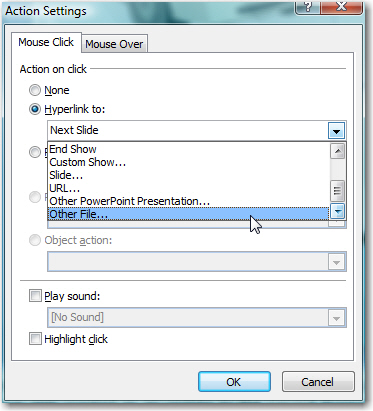 Action Settings
Mouse Click
Mouse Over
Action on click
None
Hyperlink to:
Next Slide
End Show
Custom Show...
Slide...
URL...
Other PowerPoint Presentation...
Other File...
Object action:
Play sound:
[No Sound]
Highlight click
OK
Cancel